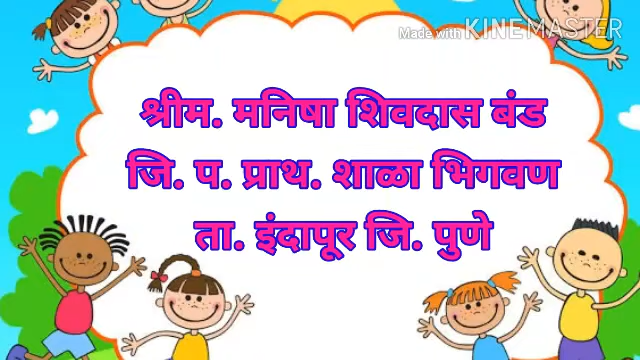 Made with KINEMASTER
श्रीम. मनिषा शिवदास बंड
जि. प. प्राथ. शाळा भिगवण
ता. इंदापूर जि. पुणे